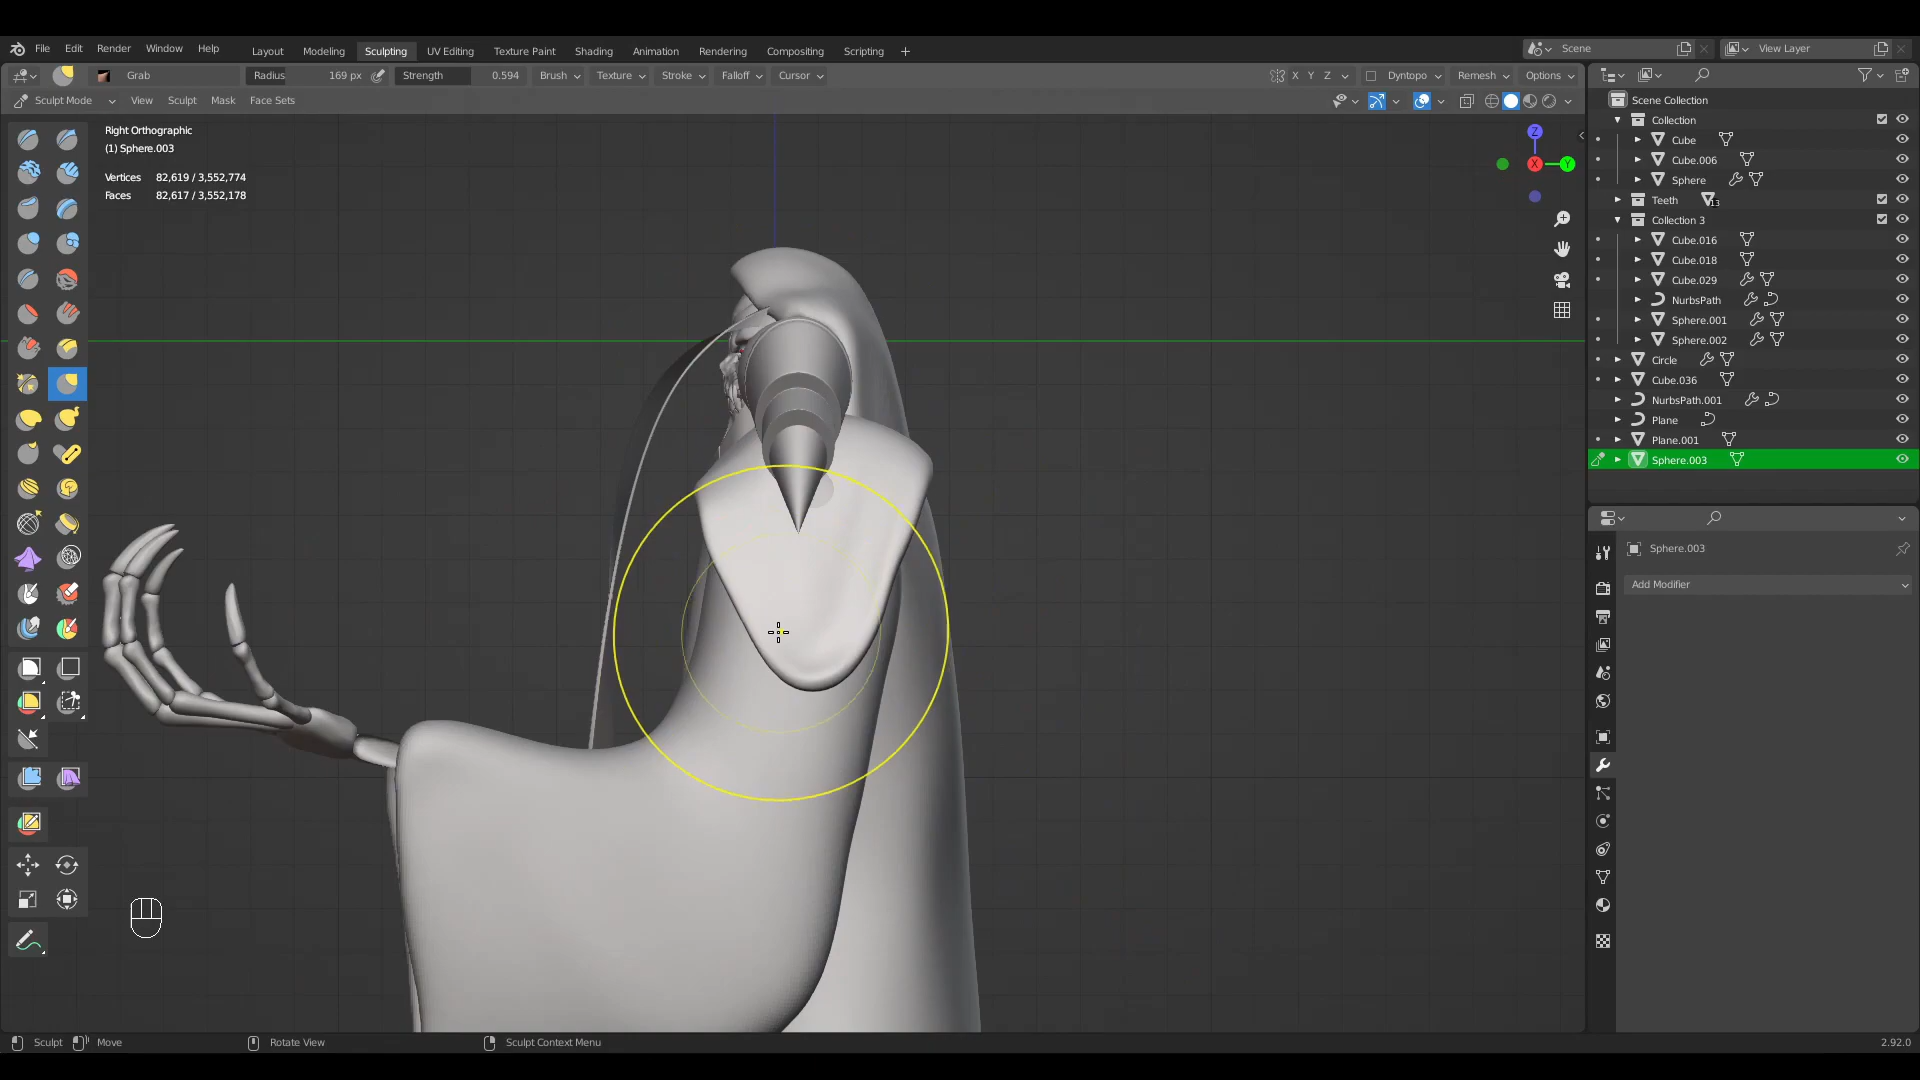 File Edit Render Window Help Layout Modeling Sculpting UV Editing Texture Paint Shading Animation Rendering Compositing Scripting + Scene View Layer
Grab Radius 169 px Strength 0.594 Brush Texture Stroke Falloff Cursor X Y Z Dyntopo Remesh Options
Sculpt Mode View Sculpt Mask Face Sets
Right Orthographic
(1) Sphere.003
Vertices 82,619 / 3,552,774
Faces 82,617 / 3,552,178
Z
X
Y
Scene Collection
Collection
Cube
Cube.006
Sphere
Teeth 13
Collection 3
Cube.016
Cube.018
Cube.029
NurbsPath
Sphere.001
Sphere.002
Circle
Cube.036
NurbsPath.001
Plane
Plane.001
Sphere.003
Sphere.003
Add Modifier
Sculpt Move Rotate View Sculpt Context Menu 2.92.0